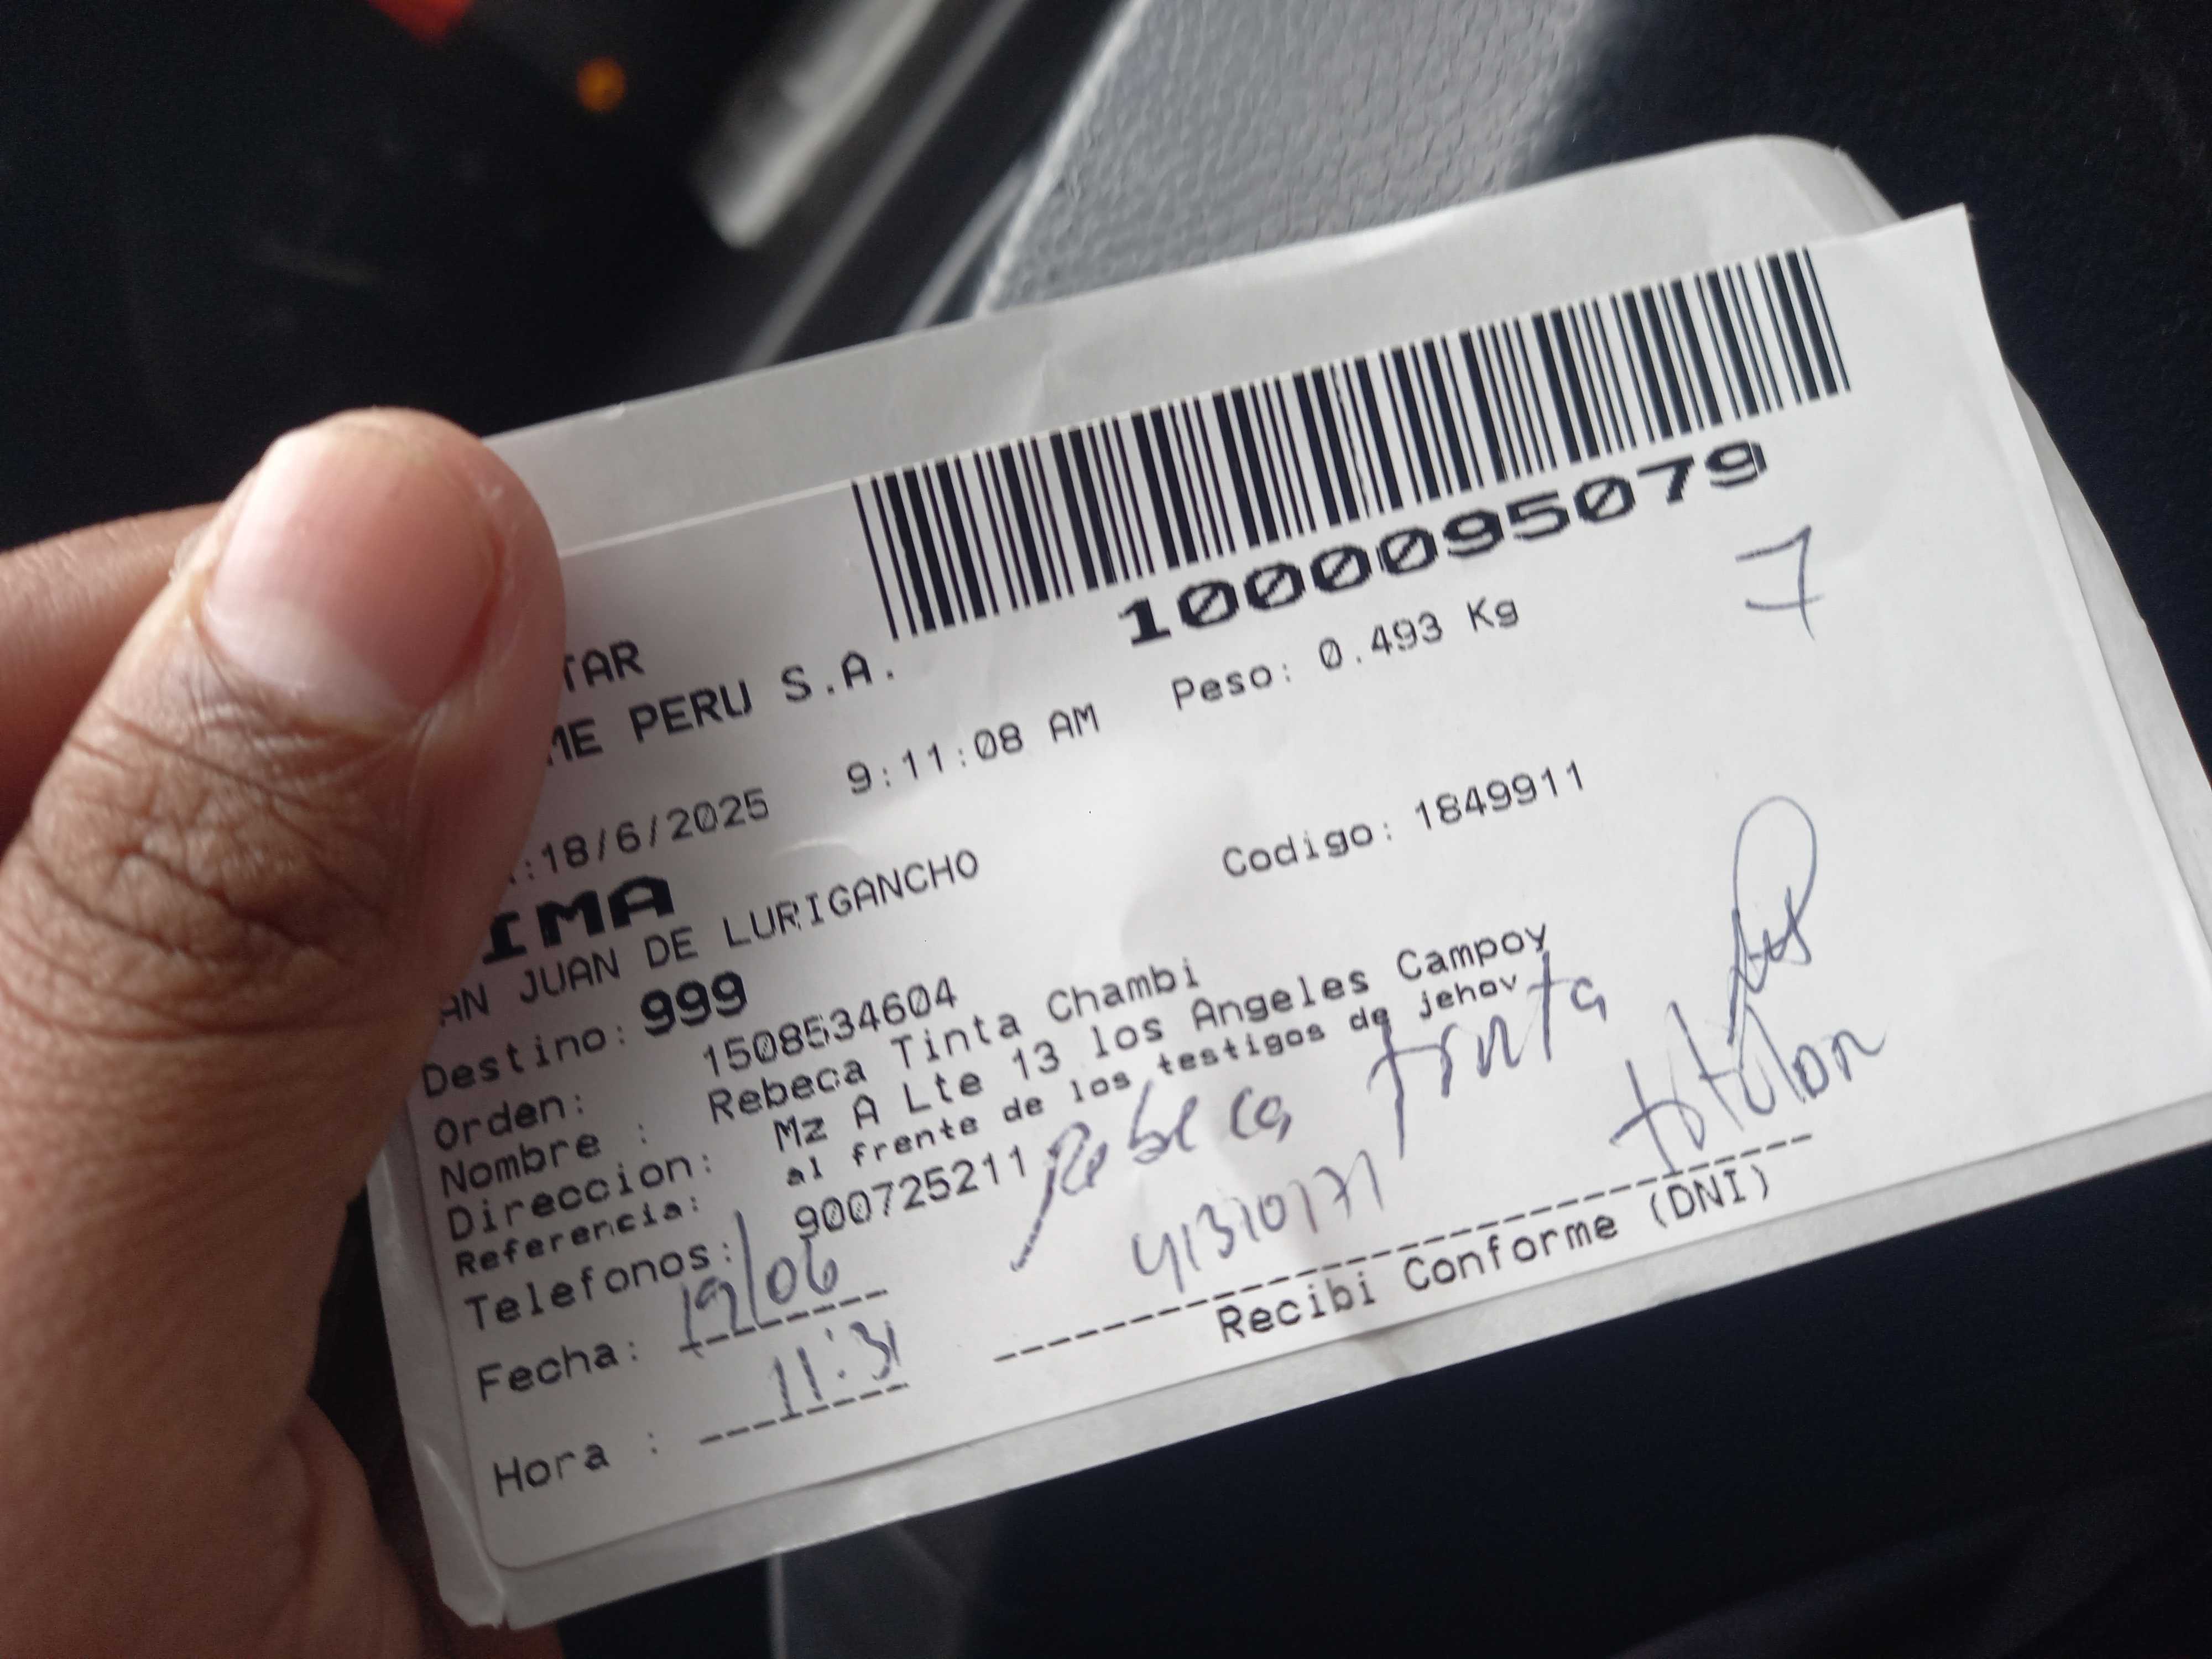 1000095079
TAR
ME PERU S.A.
:18/6/2025 9:11:08 AM Peso: 0.493 Kg
7
IMA
AN JUAN DE LURIGANCHO Codigo: 1849911
Destino: 999
Orden: 1508534604
Nombre : Rebeca Tinta Chambi
Direccion: Mz A Lte 13 los Angeles Campoy
Referencia: al frente de los testigos de jehov
Telefonos: 900725211
Rebeca tinta
titular
41310171
Fecha: 19/06
Hora : 11:31
Recibi Conforme (DNI)